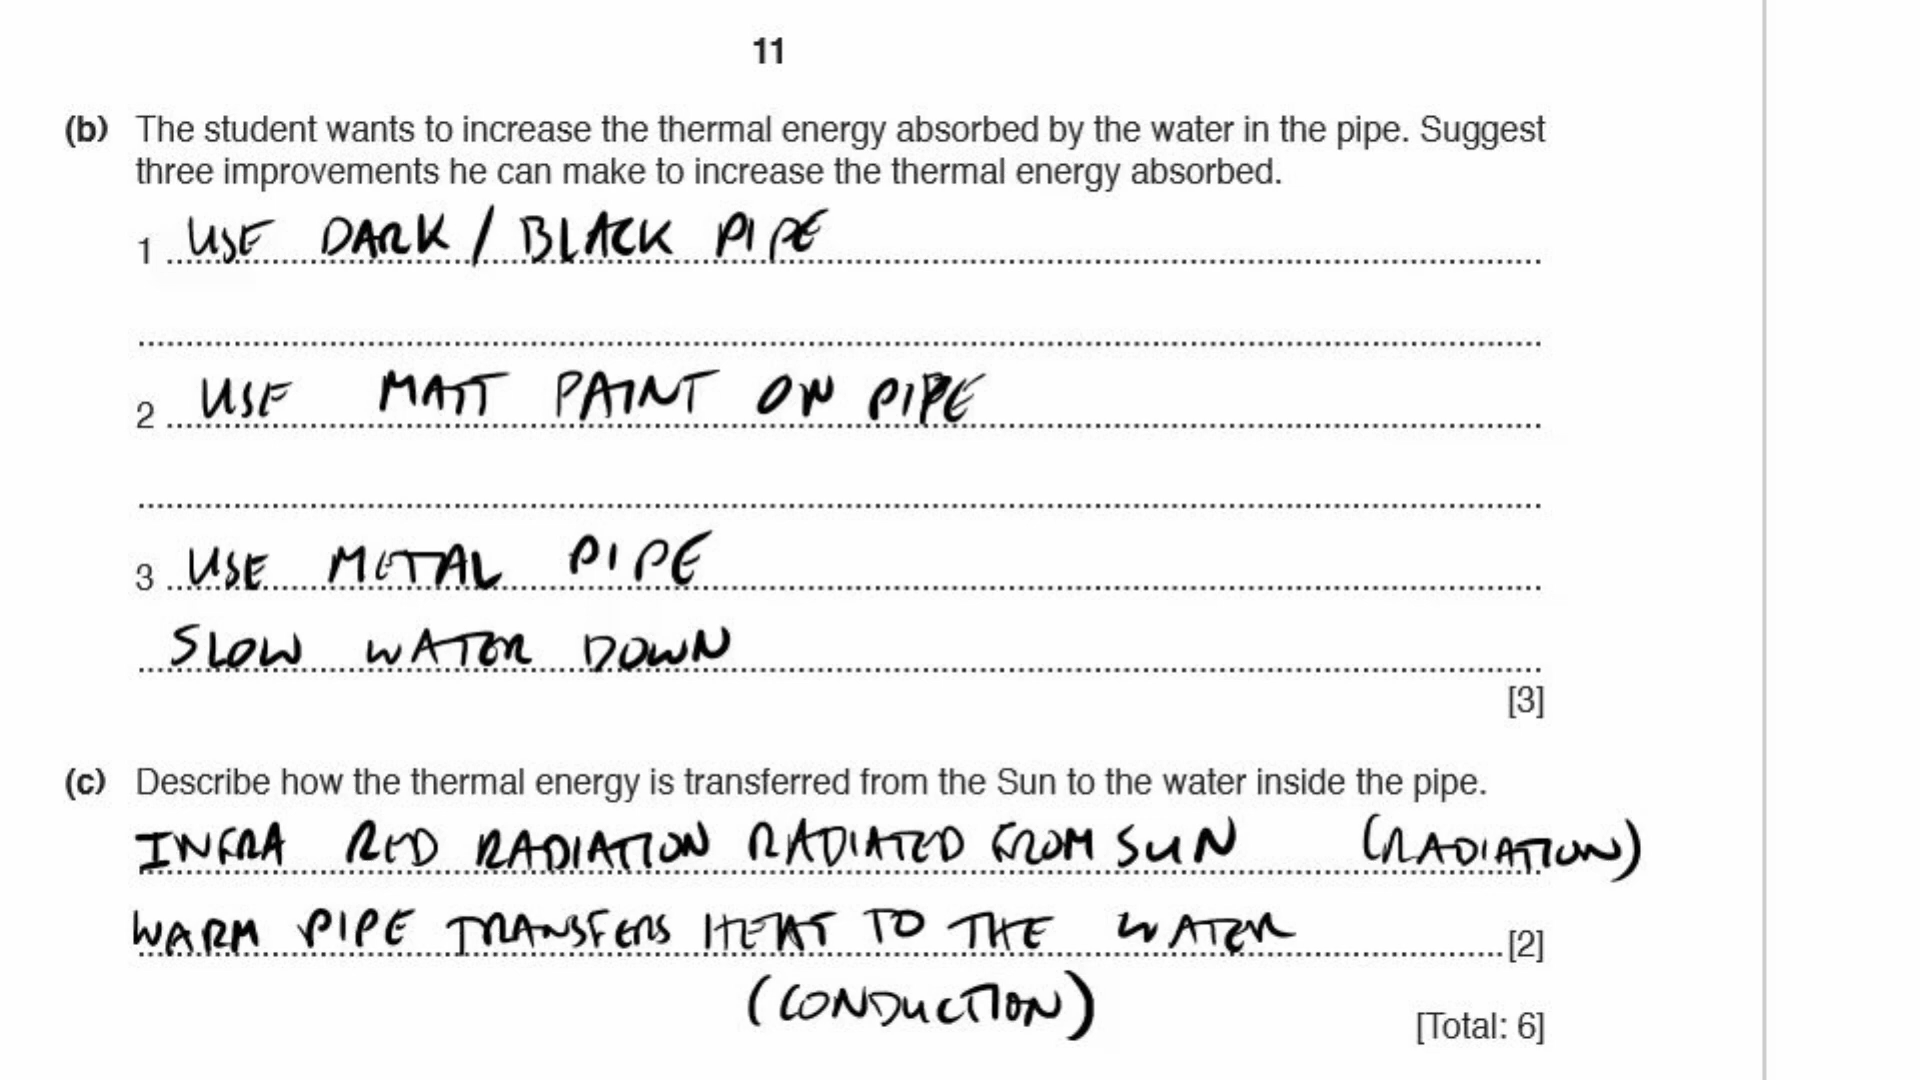 11
(b) The student wants to increase the thermal energy absorbed by the water in the pipe. Suggest
three improvements he can make to increase the thermal energy absorbed.
1 USE DARK / BLACK PIPE
2 USE MATT PAINT ON PIPE
3 USE METAL PIPE
SLOW WATER DOWN
[3]
(c) Describe how the thermal energy is transferred from the Sun to the water inside the pipe.
INFRA RED RADIATION RADIATED FROM SUN (RADIATION)
WARM PIPE TRANSFERS HEAT TO THE WATER [2]
(CONDUCTION)
[Total: 6]